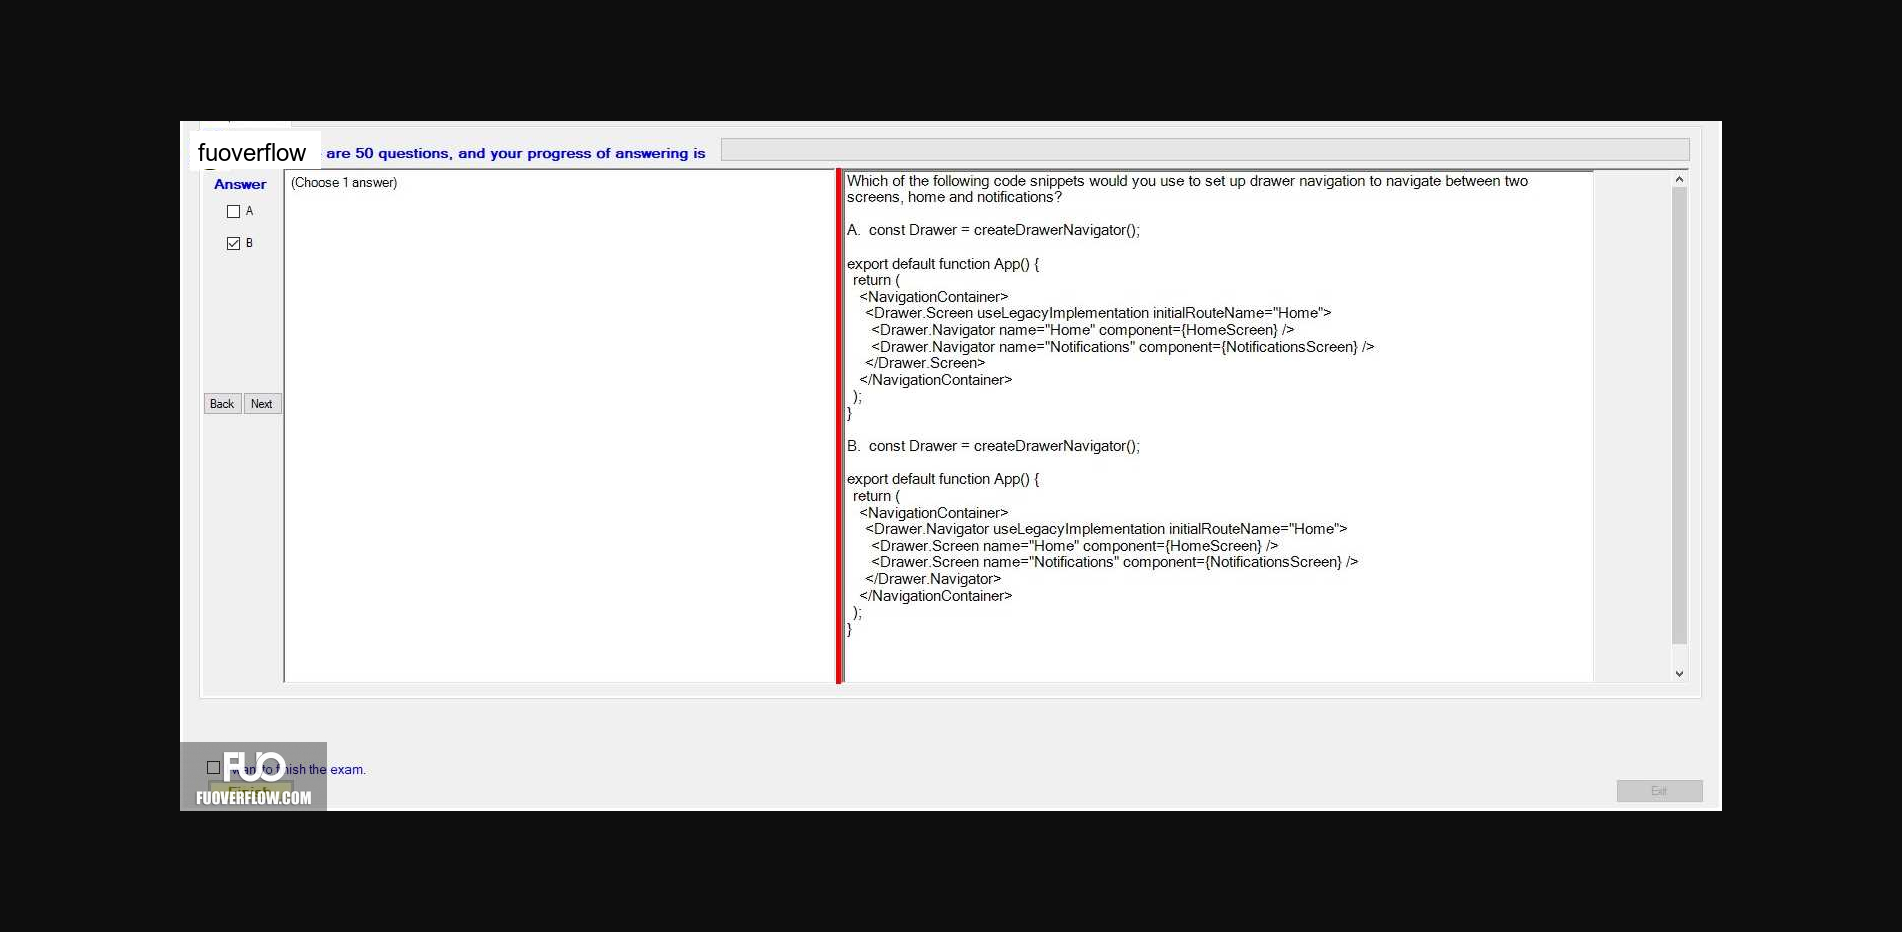 fuoverflow are 50 questions, and your progress of answering is
Answer
A
B
Back Next
(Choose 1 answer)
Which of the following code snippets would you use to set up drawer navigation to navigate between two
screens, home and notifications?
A.  const Drawer = createDrawerNavigator();
export default function App() {
return (
<NavigationContainer>
<Drawer.Screen useLegacyImplementation initialRouteName="Home">
<Drawer.Navigator name="Home" component={HomeScreen} />
<Drawer.Navigator name="Notifications" component={NotificationsScreen} />
</Drawer.Screen>
</NavigationContainer>
);
}
B.  const Drawer = createDrawerNavigator();
export default function App() {
return (
<NavigationContainer>
<Drawer.Navigator useLegacyImplementation initialRouteName="Home">
<Drawer.Screen name="Home" component={HomeScreen} />
<Drawer.Screen name="Notifications" component={NotificationsScreen} />
</Drawer.Navigator>
</NavigationContainer>
);
}
FUO
to finish the exam.
Finish
FUOVERFLOW.COM
Exit